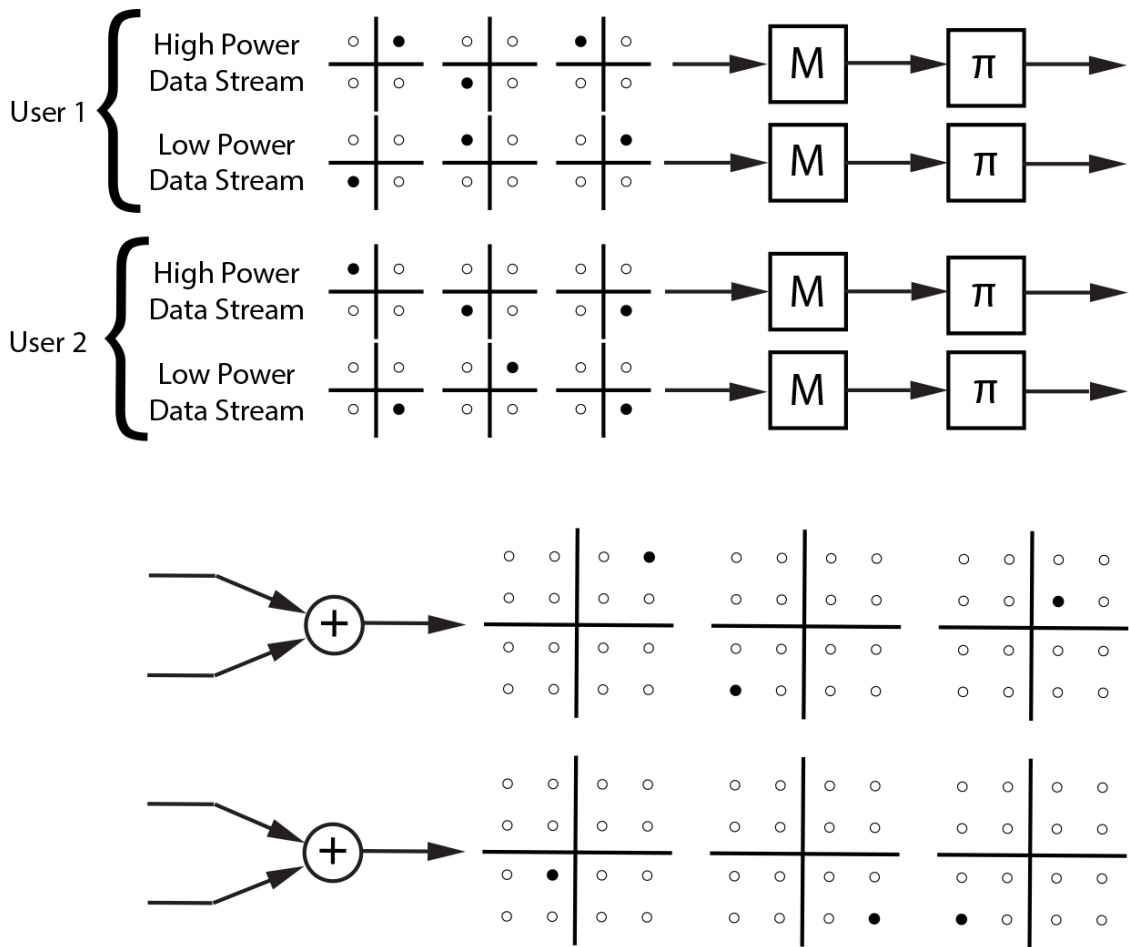 High Power
Data Stream
M
π
User 1
Low Power
Data Stream
M
π
High Power
Data Stream
M
π
User 2
Low Power
Data Stream
M
π
+
+